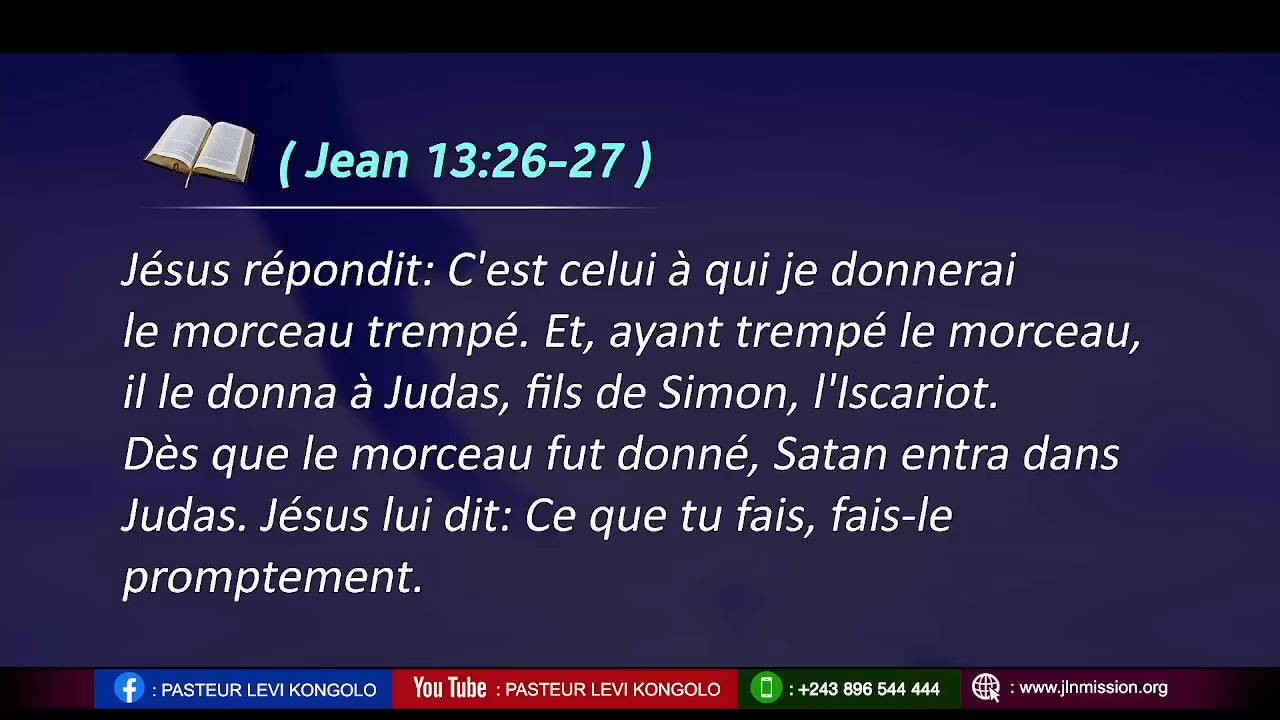 ( Jean 13:26-27 )
Jésus répondit: C'est celui à qui je donnerai
le morceau trempé. Et, ayant trempé le morceau,
il le donna à Judas, fils de Simon, l'Iscariot.
Dès que le morceau fut donné, Satan entra dans
Judas. Jésus lui dit: Ce que tu fais, fais-le
promptement.
: PASTEUR LEVI KONGOLO You Tube : PASTEUR LEVI KONGOLO : +243 896 544 444 : www.jlnmission.org